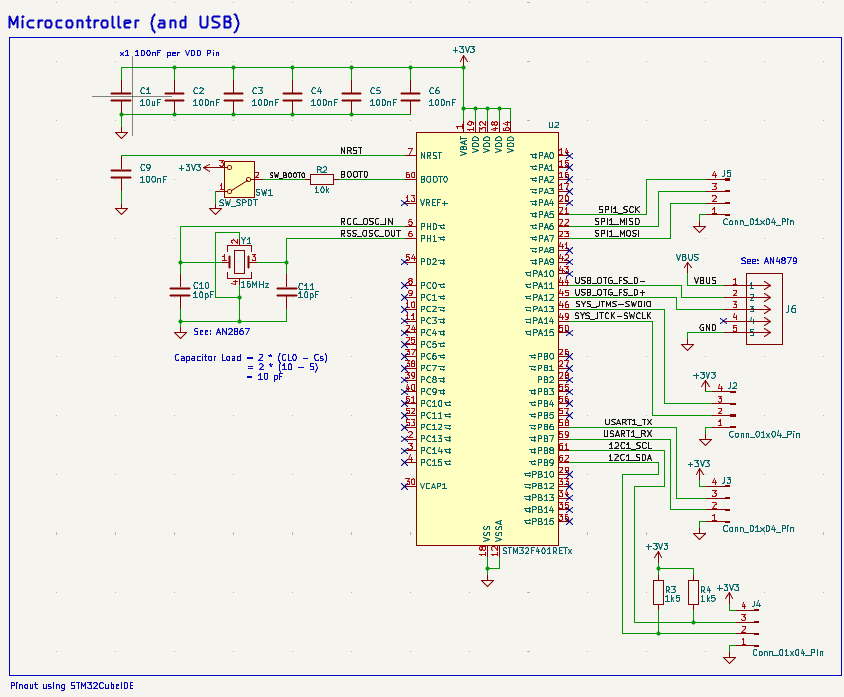 Microcontroller (and USB)
x1 100nF per VDD Pin
+3V3
C1 10uF
C2 100nF
C3 100nF
C4 100nF
C5 100nF
C6 100nF
C9 100nF
NRST
+3V3
3
2
1
SW_SPDT
SW1
SW_BOOT0
R2
10k
BOOT0
RCC_OSC_IN
RSS_OSC_OUT
Y1
2
1
3
4
16MHz
C10 10pF
C11 10pF
See: AN2867
Capacitor Load = 2 * (CL0 - Cs)
= 2 * (10 - 5)
= 10 pF
U2
1 VBAT
19 VDD
32 VDD
48 VDD
64 VDD
7 NRST
60 BOOT0
13 VREF+
5 PH0
6 PH1
54 PD2
8 PC0
9 PC1
10 PC2
11 PC3
24 PC4
25 PC5
37 PC6
38 PC7
39 PC8
40 PC9
51 PC10
52 PC11
53 PC12
2 PC13
3 PC14
4 PC15
30 VCAP1
PA0 14
PA1 15
PA2 16
PA3 17
PA4 20
PA5 21
PA6 22
PA7 23
PA8 41
PA9 42
PA10 43
PA11 44
PA12 45
PA13 46
PA14 49
PA15 50
PB0 26
PB1 27
PB2 28
PB3 55
PB4 56
PB5 57
PB6 58
PB7 59
PB8 61
PB9 62
PB10 29
PB12 33
PB13 34
PB14 35
PB15 36
18 VSS
12 VSSA
STM32F401RETx
SPI1_SCK
SPI1_MISO
SPI1_MOSI
USB_OTG_FS_D-
USB_OTG_FS_D+
SYS_JTMS-SWDIO
SYS_JTCK-SWCLK
USART1_TX
USART1_RX
I2C1_SCL
I2C1_SDA
J5
4
3
2
1
Conn_01x04_Pin
See: AN4879
VBUS
VBUS
GND
1 1
2 2
3 3
4 4
5 5
J6
+3V3
J2
4
3
2
1
Conn_01x04_Pin
+3V3
J3
4
3
2
1
Conn_01x04_Pin
+3V3
R3
1k5
R4
1k5
+3V3
J4
4
3
2
1
Conn_01x04_Pin
Pinout using STM32CubeIDE